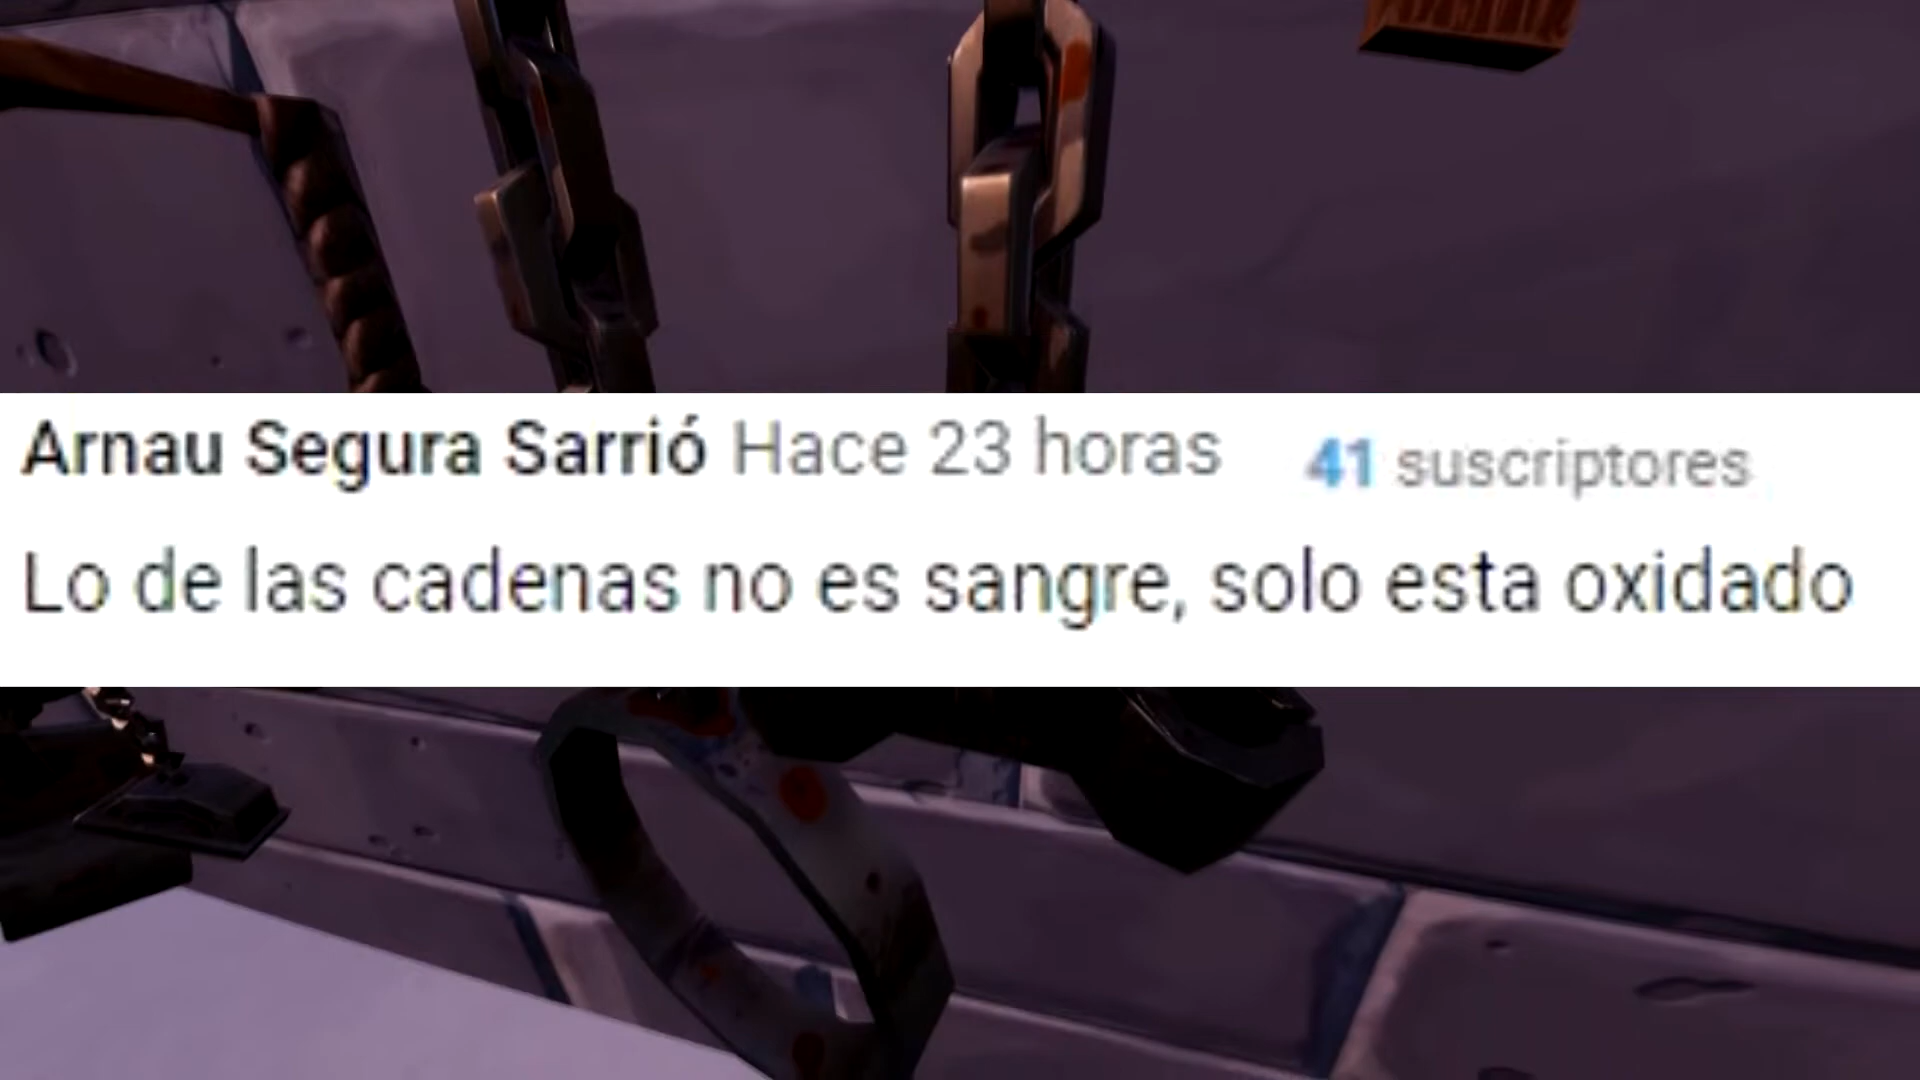 Arnau Segura Sarrió Hace 23 horas 41 suscriptores
Lo de las cadenas no es sangre, solo esta oxidado